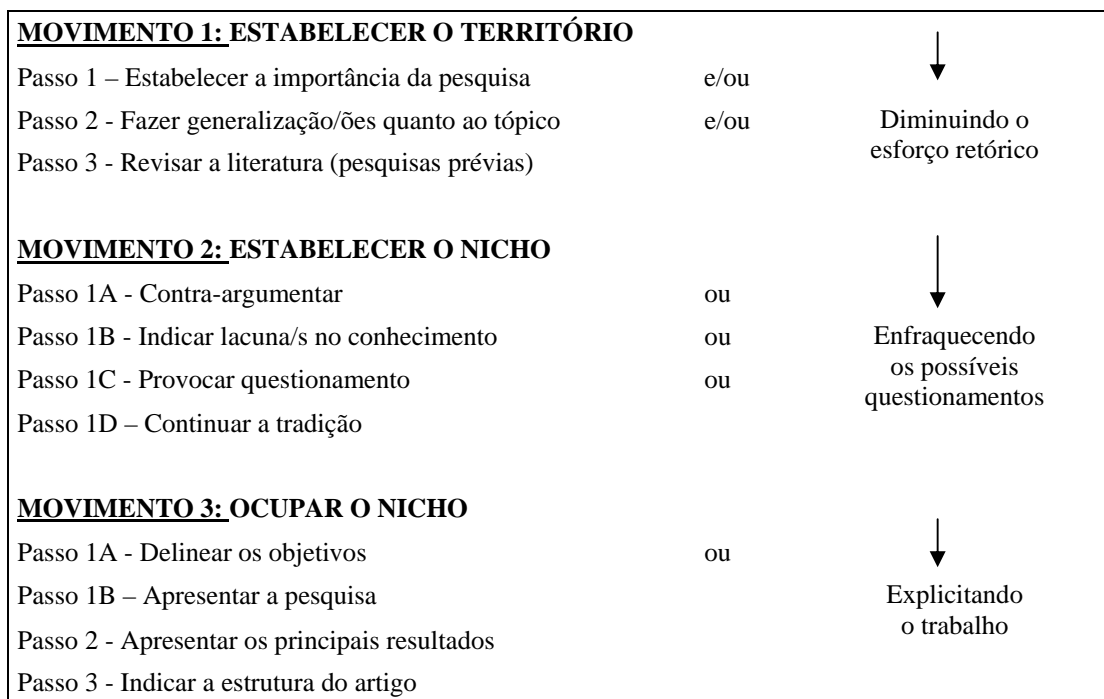 MOVIMENTO 1: ESTABELECER O TERRITÓRIO
Passo 1 – Estabelecer a importância da pesquisa e/ou
Passo 2 - Fazer generalização/ões quanto ao tópico e/ou
Passo 3 - Revisar a literatura (pesquisas prévias)
Diminuindo o
esforço retórico
MOVIMENTO 2: ESTABELECER O NICHO
Passo 1A - Contra-argumentar ou
Passo 1B - Indicar lacuna/s no conhecimento ou
Passo 1C - Provocar questionamento ou
Passo 1D – Continuar a tradição
Enfraquecendo
os possíveis
questionamentos
MOVIMENTO 3: OCUPAR O NICHO
Passo 1A - Delinear os objetivos ou
Passo 1B – Apresentar a pesquisa
Passo 2 - Apresentar os principais resultados
Passo 3 - Indicar a estrutura do artigo
Explicitando
o trabalho